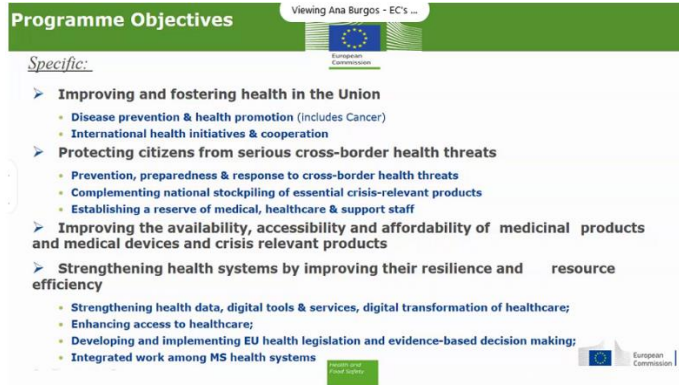 Programme Objectives
Viewing Ana Burgos - EC's ...
European
Commission
Specific:
➢ Improving and fostering health in the Union
• Disease prevention & health promotion (includes Cancer)
• International health initiatives & cooperation
➢ Protecting citizens from serious cross-border health threats
• Prevention, preparedness & response to cross-border health threats
• Complementing national stockpiling of essential crisis-relevant products
• Establishing a reserve of medical, healthcare & support staff
➢ Improving the availability, accessibility and affordability of medicinal products
and medical devices and crisis relevant products
➢ Strengthening health systems by improving their resilience and resource
efficiency
• Strengthening health data, digital tools & services, digital transformation of healthcare;
• Enhancing access to healthcare;
• Developing and implementing EU health legislation and evidence-based decision making;
• Integrated work among MS health systems
European
Commission
Health and
Food Safety